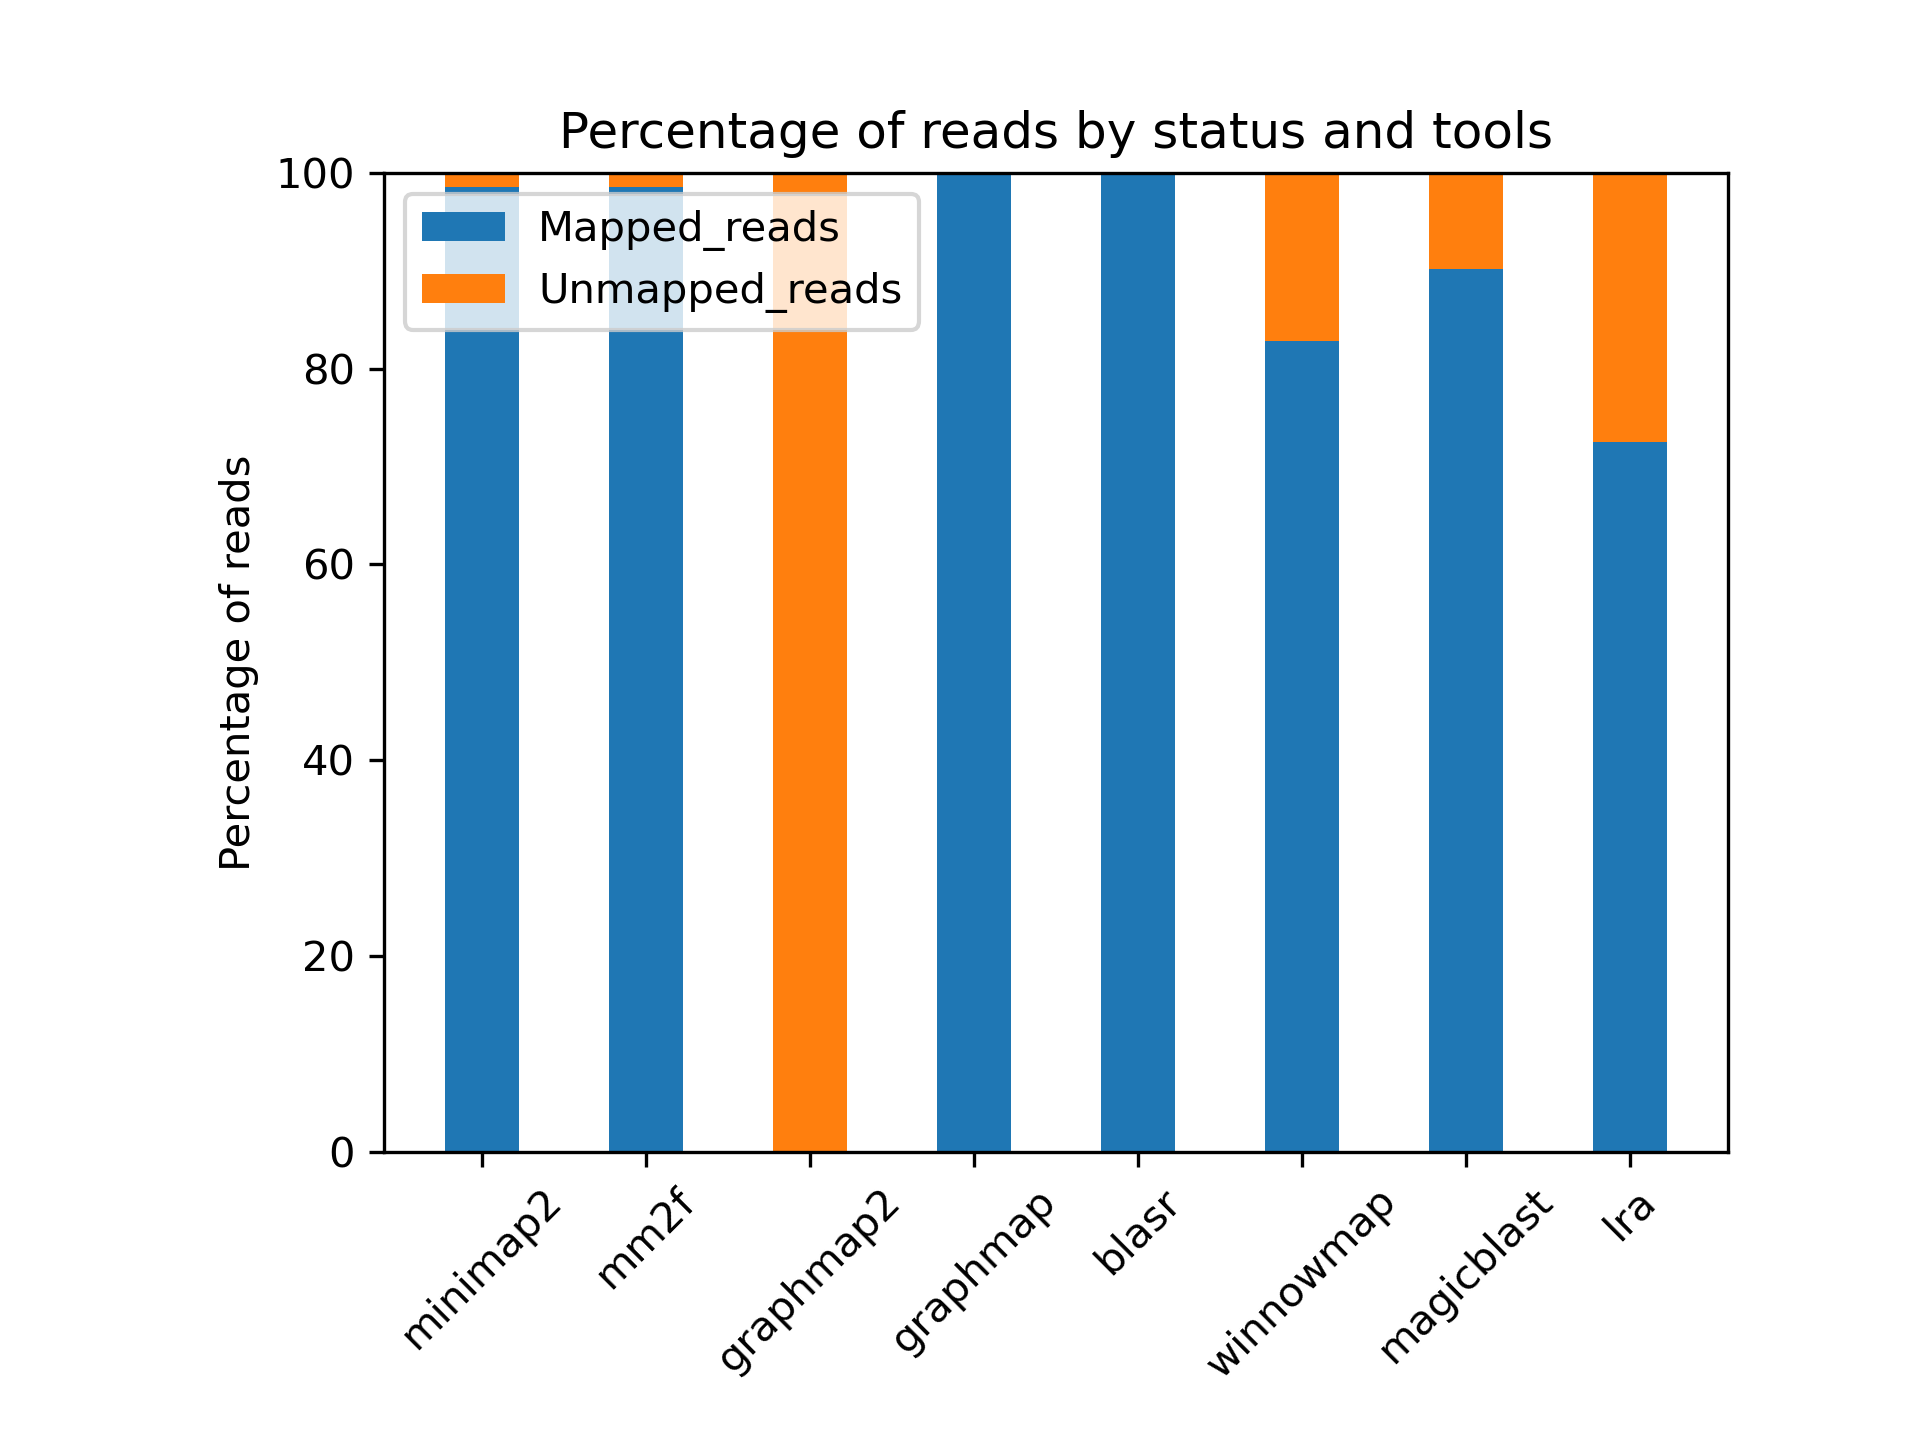 Percentage of reads by status and tools
Percentage of reads
100
80
60
40
20
0
Mapped_reads
Unmapped_reads
minimap2
mm2f
graphmap2
graphmap
blasr
winnowmap
magicblast
lra